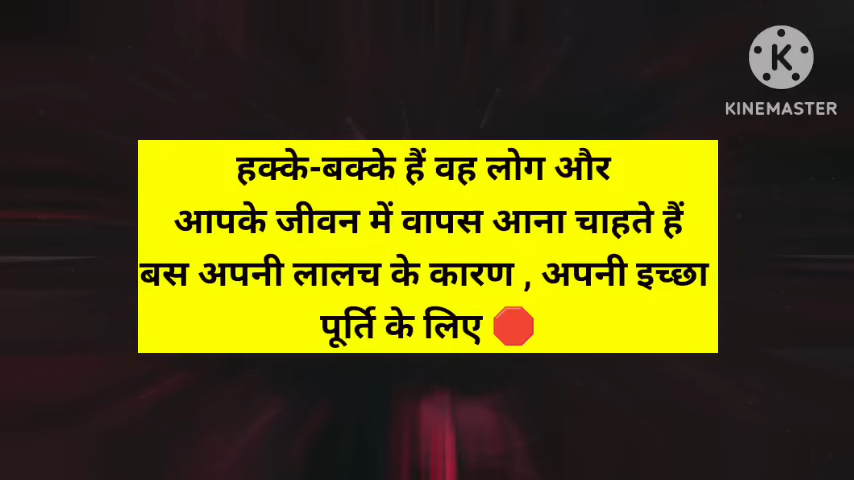 KINEMASTER
हक्के-बक्के हैं वह लोग और
आपके जीवन में वापस आना चाहते हैं
बस अपनी लालच के कारण , अपनी इच्छा
पूर्ति के लिए 🛑